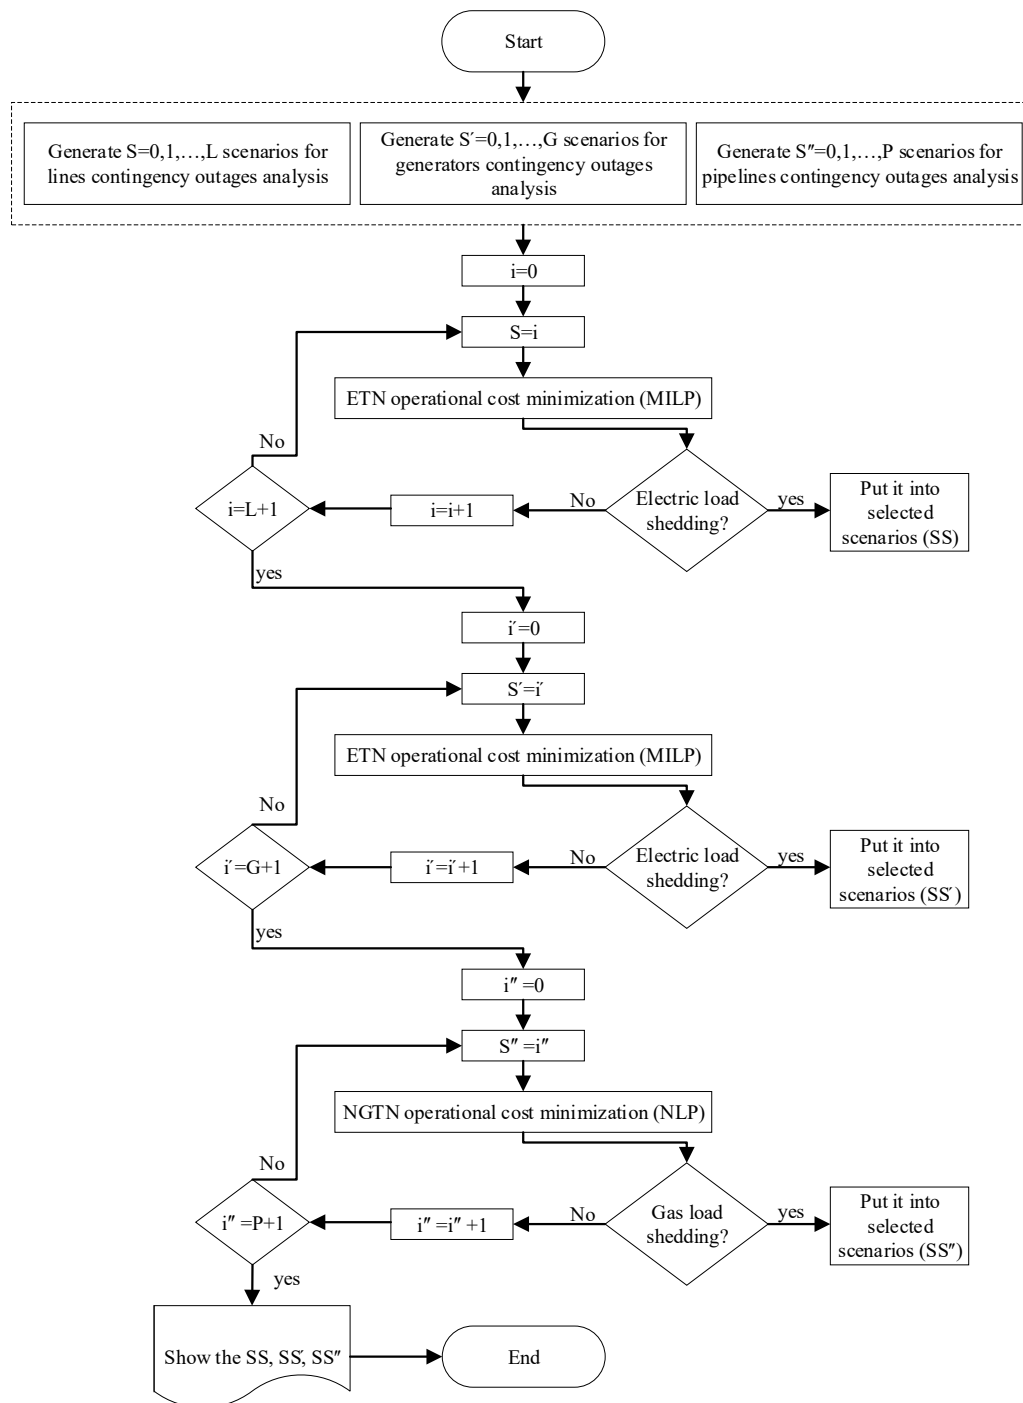 Start
Generate S=0,1,…,L scenarios for
lines contingency outages analysis
Generate S′=0,1,…,G scenarios for
generators contingency outages
analysis
Generate S″=0,1,…,P scenarios for
pipelines contingency outages analysis
i=0
S=i
ETN operational cost minimization (MILP)
No
i=L+1
i=i+1
No
Electric load
shedding?
yes
Put it into
selected
scenarios (SS)
yes
i′=0
S′=i′
ETN operational cost minimization (MILP)
No
i′=G+1
i′=i′+1
No
Electric load
shedding?
yes
Put it into
selected
scenarios (SS′)
yes
i″ =0
S″ =i″
NGTN operational cost minimization (NLP)
No
i″ =P+1
i″ =i″ +1
No
Gas load
shedding?
yes
Put it into
selected
scenarios (SS″)
yes
Show the SS, SS′, SS″
End